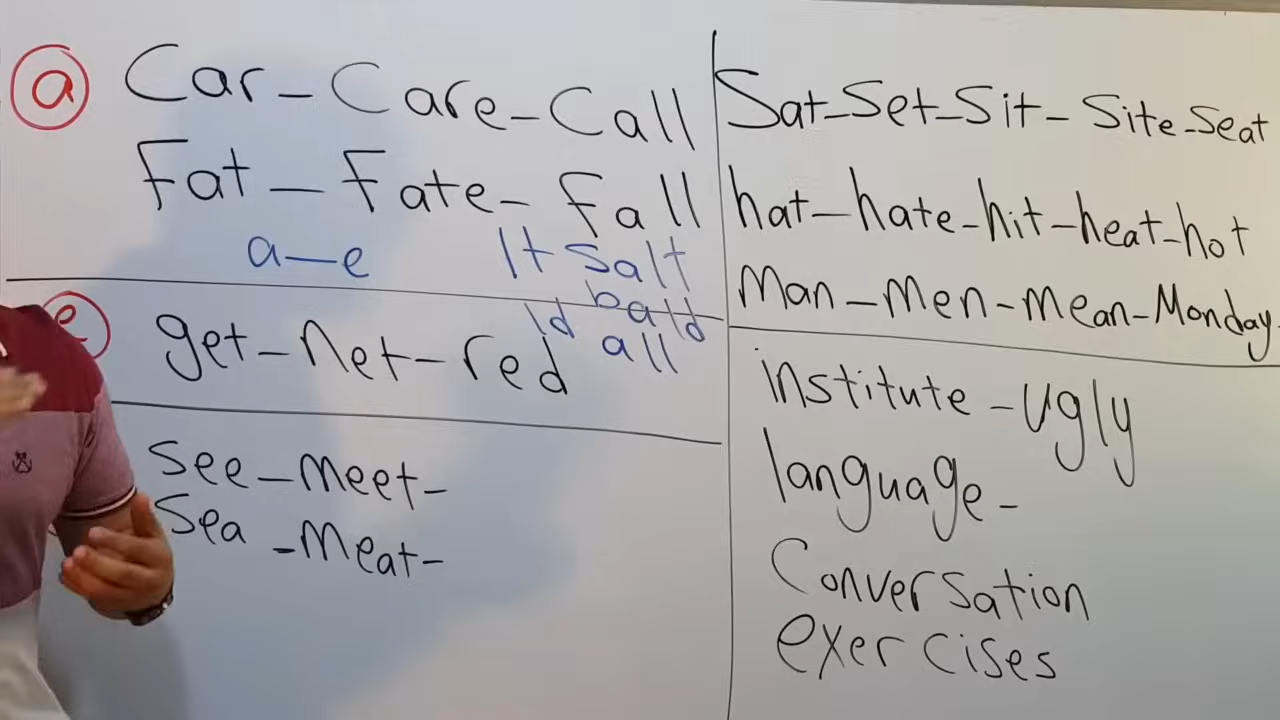 a Car - Care - Call
Fat - Fate - Fall
a-e lt Salt
ld bald
all
e get - net - red
see - meet -
Sea - meat -
Sat - Set - Sit - Site - Seat
hat - hate - hit - heat - hot
Man - men - mean - Monday
institute - Ugly
language -
Conversation
exercises